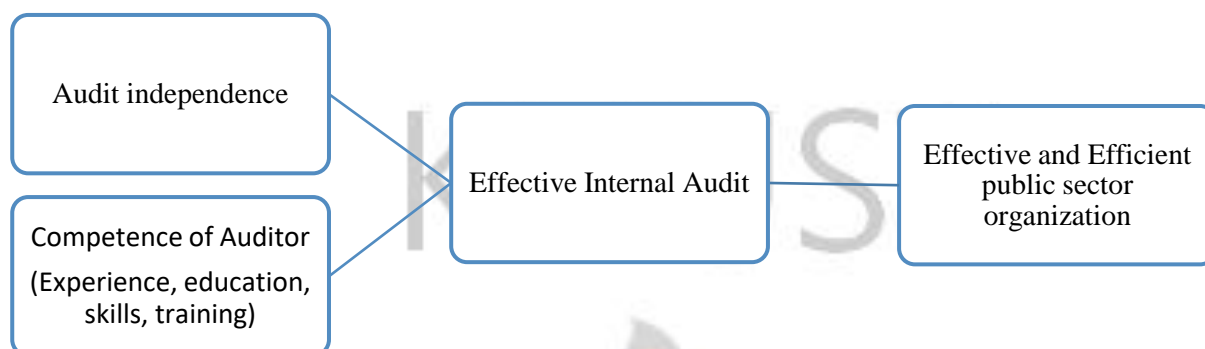 Audit independence
Competence of Auditor
(Experience, education,
skills, training)
Effective Internal Audit
Effective and Efficient
public sector
organization